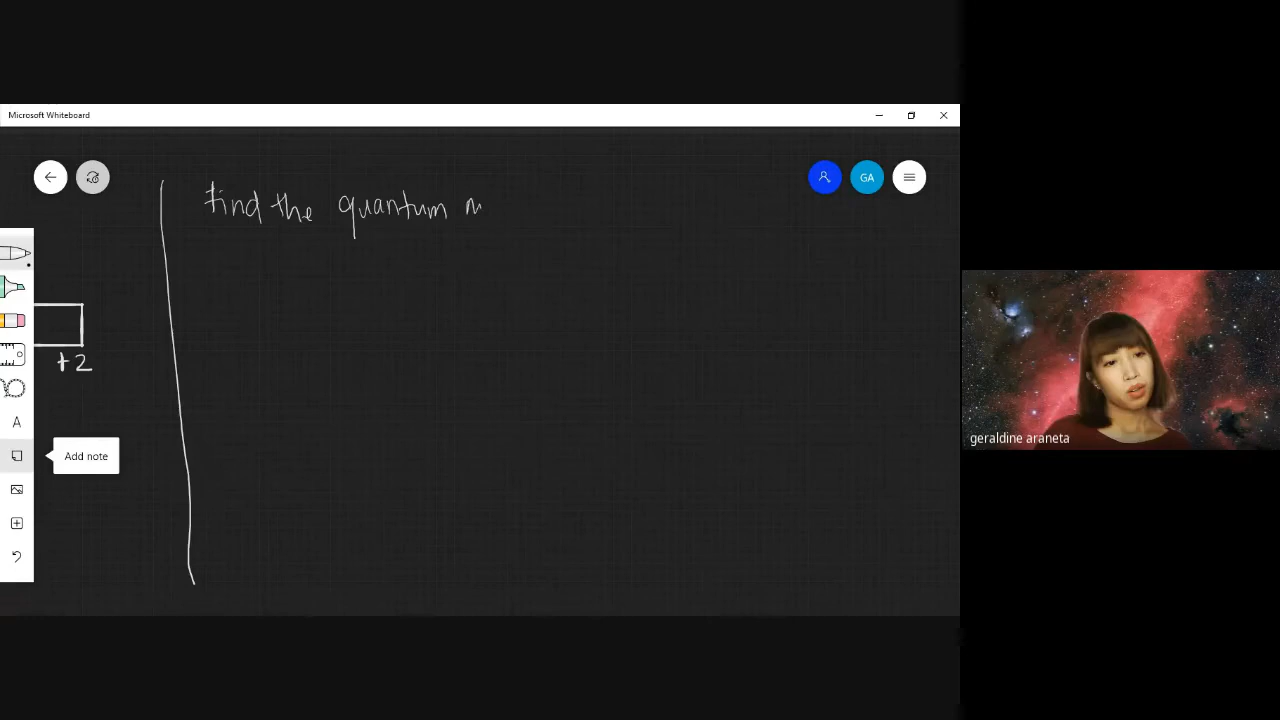 Microsoft Whiteboard
GA
find the quantum n
+2
A
Add note
geraldine araneta